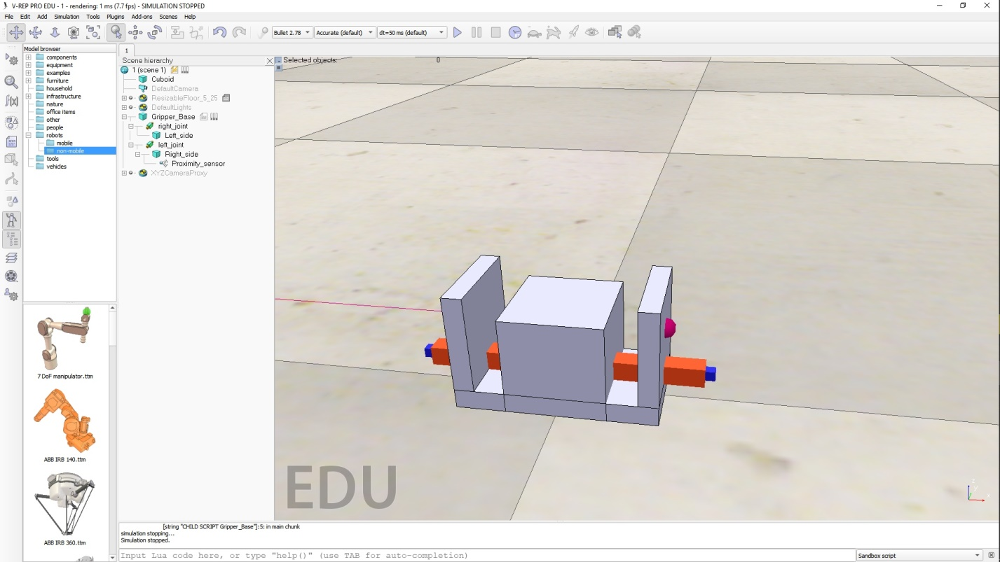 V-REP PRO EDU - 1 - rendering: 1 ms (7.7 fps) - SIMULATION STOPPED
File Edit Add Simulation Tools Plugins Add-ons Scenes Help
Bullet 2.78 Accurate (default) dt=50 ms (default)
Model browser
components
equipment
examples
furniture
household
infrastructure
nature
office items
other
people
robots
mobile
non-mobile
tools
vehicles
7 DoF manipulator.ttm
ABB IRB 140.ttm
ABB IRB 360.ttm
1
Scene hierarchy
1 (scene 1)
Cuboid
DefaultCamera
ResizableFloor_5_25
DefaultLights
Gripper_Base
right_joint
Left_side
left_joint
Right_side
Proximity_sensor
XYZCameraProxy
Selected objects: 0
EDU
[string "CHILD SCRIPT Gripper_Base"]:5: in main chunk
simulation stopping...
Simulation stopped.
Input Lua code here, or type "help()" (use TAB for auto-completion)
Sandbox script